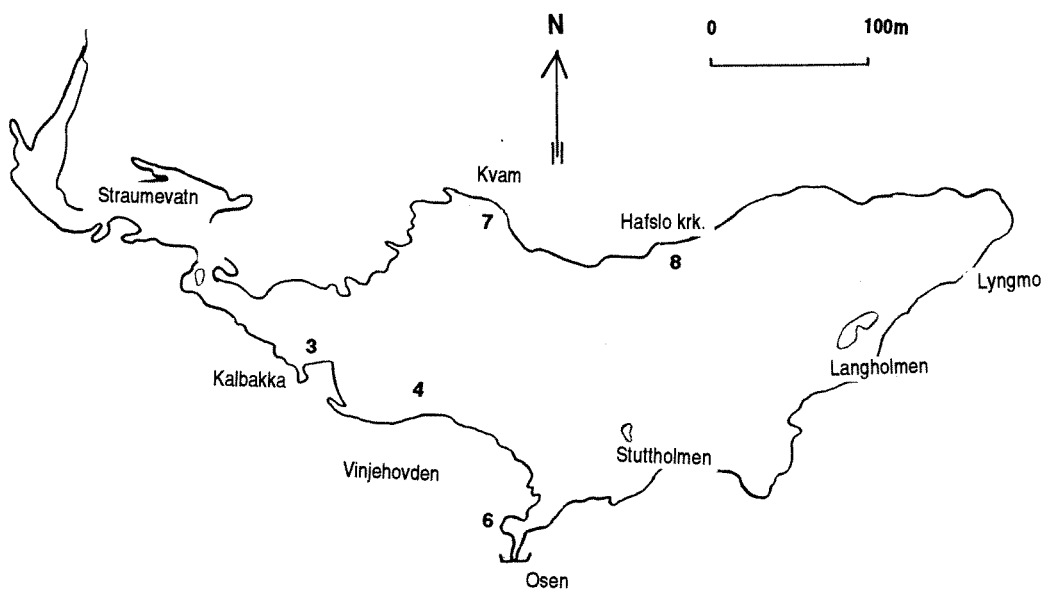 N
0 100m
Kvam
Straumevatn
7
Hafslo krk.
8
Lyngmo
3
Langholmen
Kalbakka
4
Stuttholmen
Vinjehovden
6
Osen